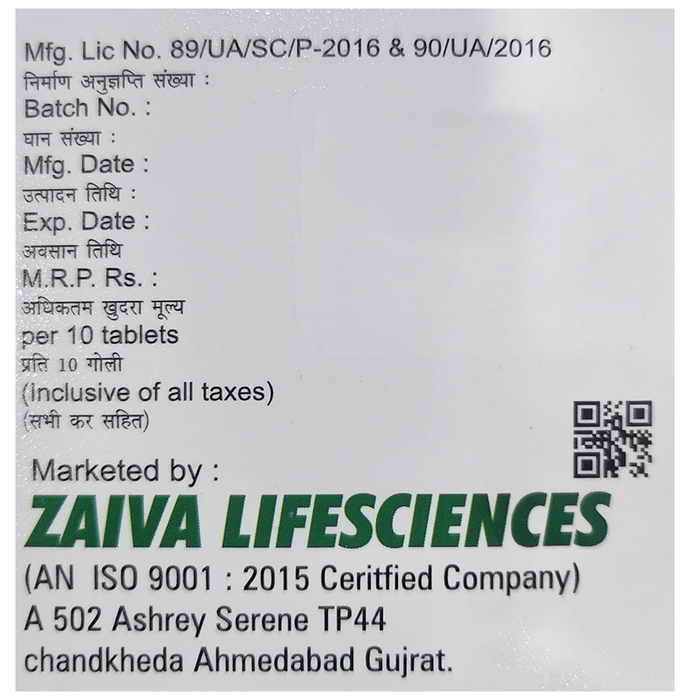 Mfg. Lic No. 89/UA/SC/P-2016 & 90/UA/2016
निर्माण अनुज्ञप्ति संख्या :
Batch No. :
घान संख्या :
Mfg. Date :
उत्पादन तिथि :
Exp. Date :
अवसान तिथि
M.R.P. Rs. :
अधिकतम खुदरा मूल्य
per 10 tablets
प्रति 10 गोली
(Inclusive of all taxes)
(सभी कर सहित)
Marketed by :
ZAIVA LIFESCIENCES
(AN ISO 9001 : 2015 Ceritfied Company)
A 502 Ashrey Serene TP44
chandkheda Ahmedabad Gujrat.